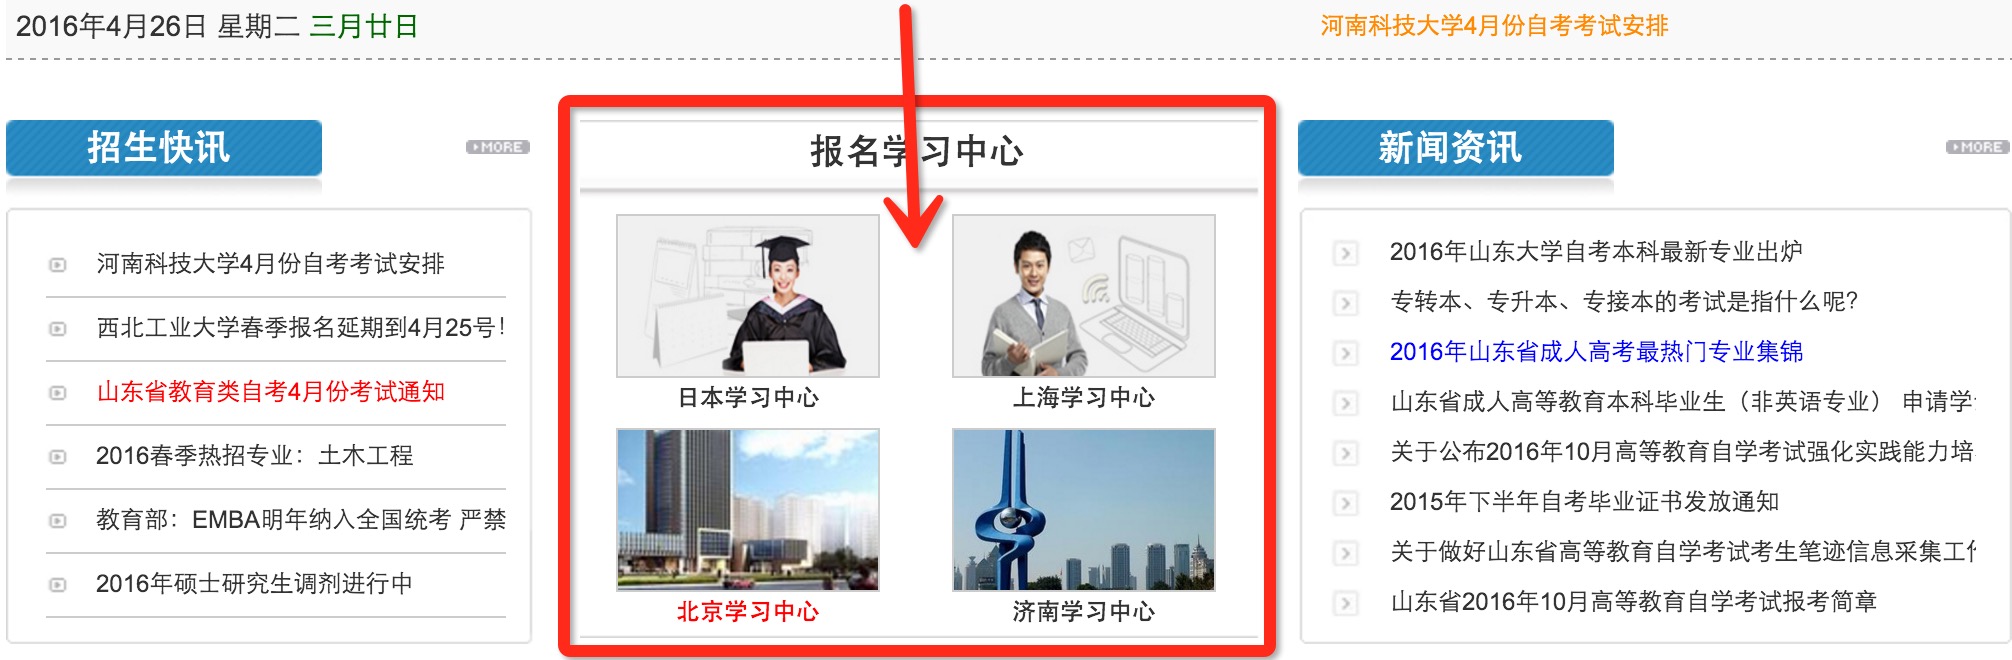 2016年4月26日 星期二 三月廿日
河南科技大学4月份自考考试安排
招生快讯
MORE
河南科技大学4月份自考考试安排
西北工业大学春季报名延期到4月25号!
山东省教育类自考4月份考试通知
2016春季热招专业：土木工程
教育部：EMBA明年纳入全国统考 严禁
2016年硕士研究生调剂进行中
报名学习中心
日本学习中心
上海学习中心
北京学习中心
济南学习中心
新闻资讯
MORE
2016年山东大学自考本科最新专业出炉
专转本、专升本、专接本的考试是指什么呢?
2016年山东省成人高考最热门专业集锦
山东省成人高等教育本科毕业生（非英语专业） 申请学
关于公布2016年10月高等教育自学考试强化实践能力培
2015年下半年自考毕业证书发放通知
关于做好山东省高等教育自学考试考生笔迹信息采集工
山东省2016年10月高等教育自学考试报考简章